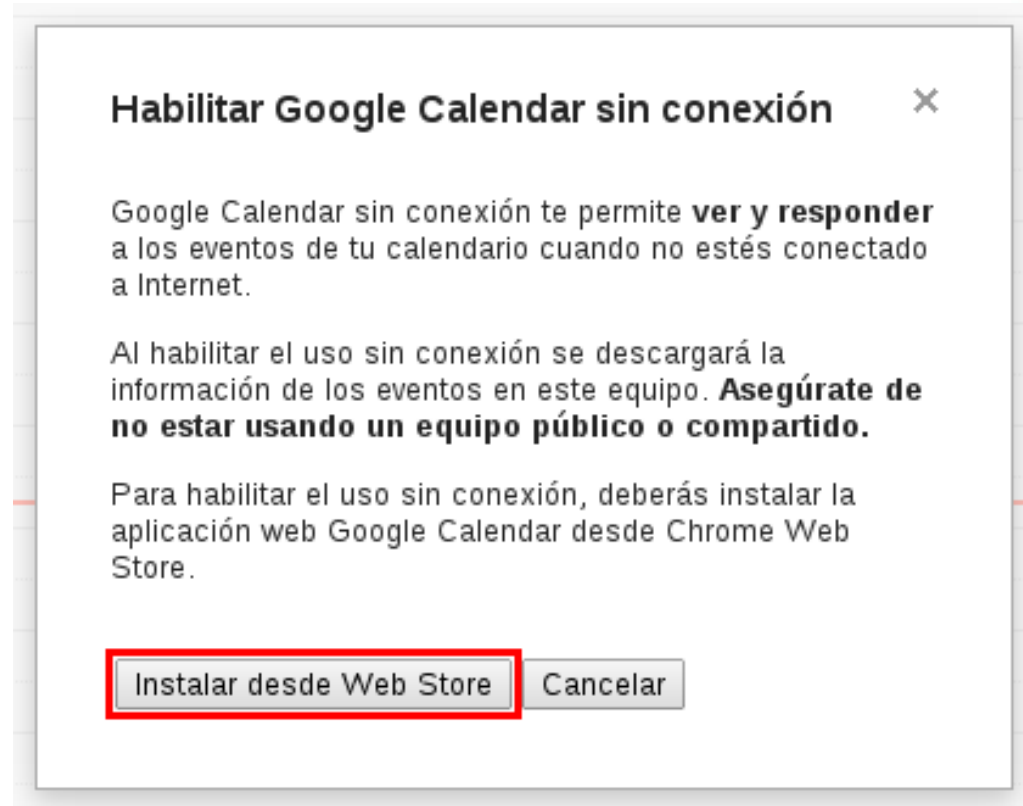 Habilitar Google Calendar sin conexión ×
Google Calendar sin conexión te permite ver y responder
a los eventos de tu calendario cuando no estés conectado
a Internet.
Al habilitar el uso sin conexión se descargará la
información de los eventos en este equipo. Asegúrate de
no estar usando un equipo público o compartido.
Para habilitar el uso sin conexión, deberás instalar la
aplicación web Google Calendar desde Chrome Web
Store.
Instalar desde Web Store Cancelar